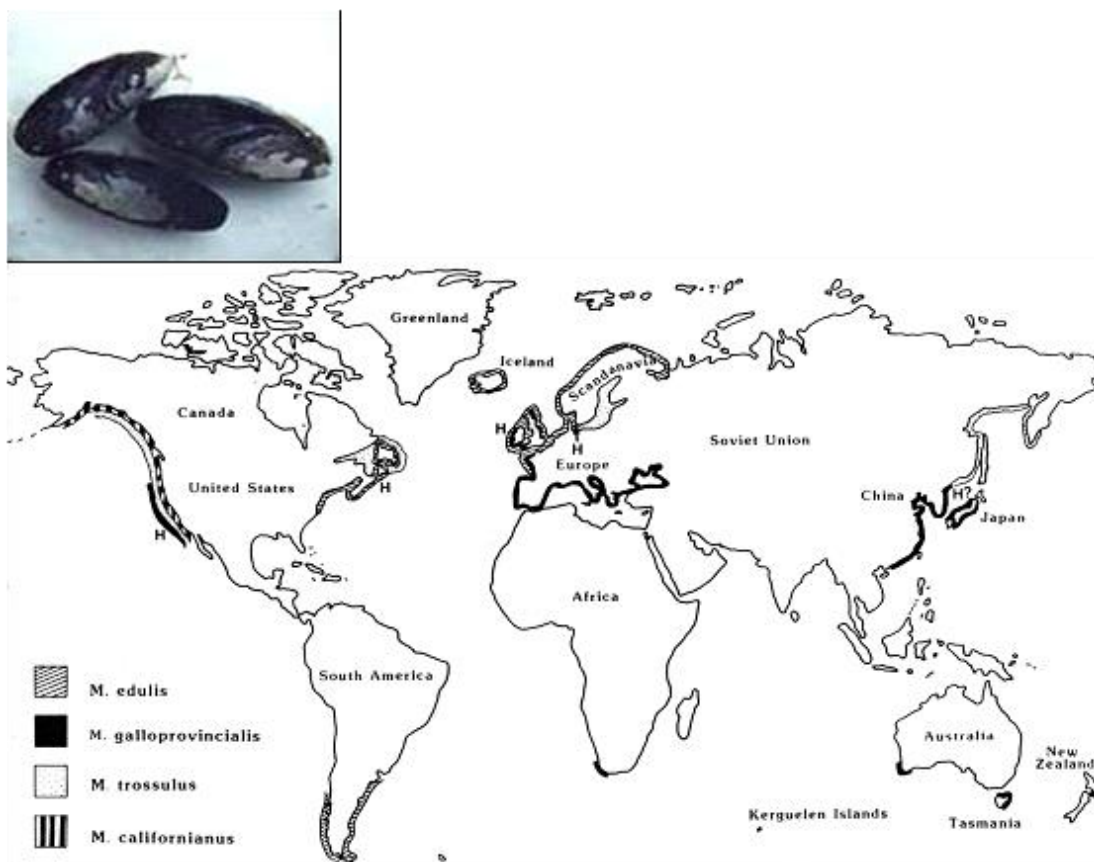 Greenland
Iceland
Scandanavia
Canada
H
Soviet Union
H
Europe
United States
H
China
H?
Japan
H
Africa
South America
M. edulis
Australia
New
Zealand
M. galloprovincialis
M. trossulus
Kerguelen Islands
Tasmania
M. californianus